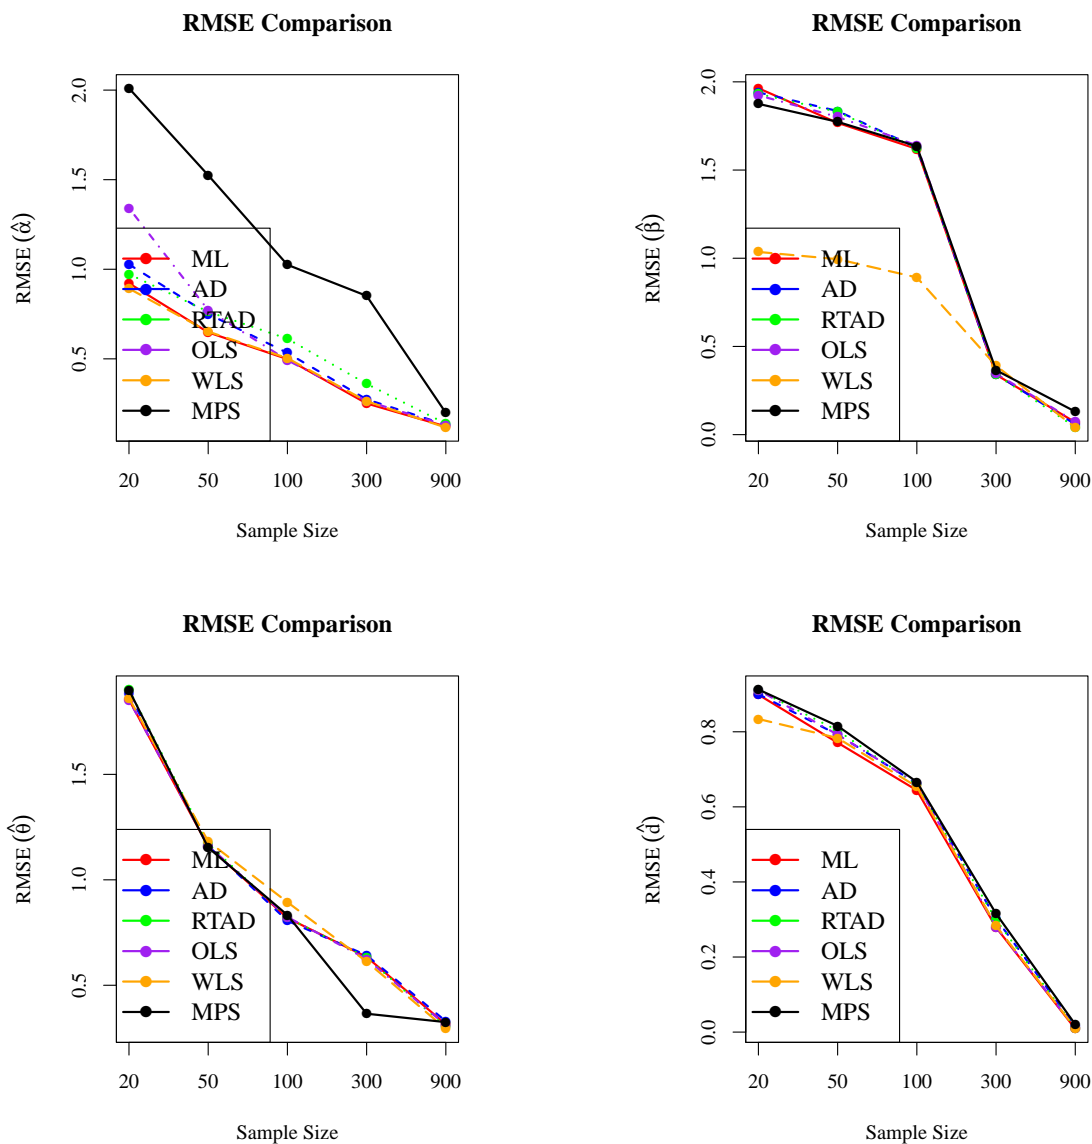 RMSE Comparison
RMSE (α̂)
2.0
1.5
1.0
0.5
ML
AD
RTAD
OLS
WLS
MPS
20 50 100 300 900
Sample Size
RMSE Comparison
RMSE (β̂)
2.0
1.5
1.0
0.5
0.0
ML
AD
RTAD
OLS
WLS
MPS
20 50 100 300 900
Sample Size
RMSE Comparison
RMSE (θ̂)
1.5
1.0
0.5
ML
AD
RTAD
OLS
WLS
MPS
20 50 100 300 900
Sample Size
RMSE Comparison
RMSE (d̂)
0.8
0.6
0.4
0.2
0.0
ML
AD
RTAD
OLS
WLS
MPS
20 50 100 300 900
Sample Size